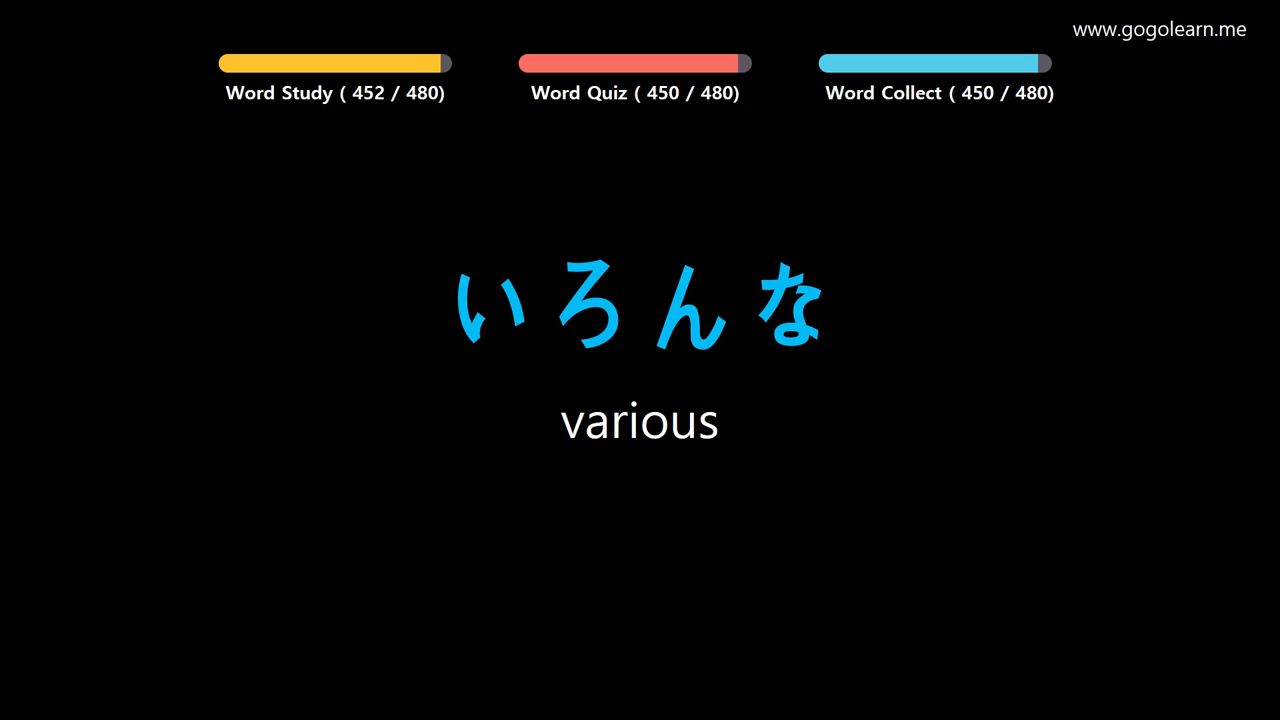 www.gogolearn.me
Word Study ( 452 / 480)
Word Quiz ( 450 / 480)
Word Collect ( 450 / 480)
いろんな
various